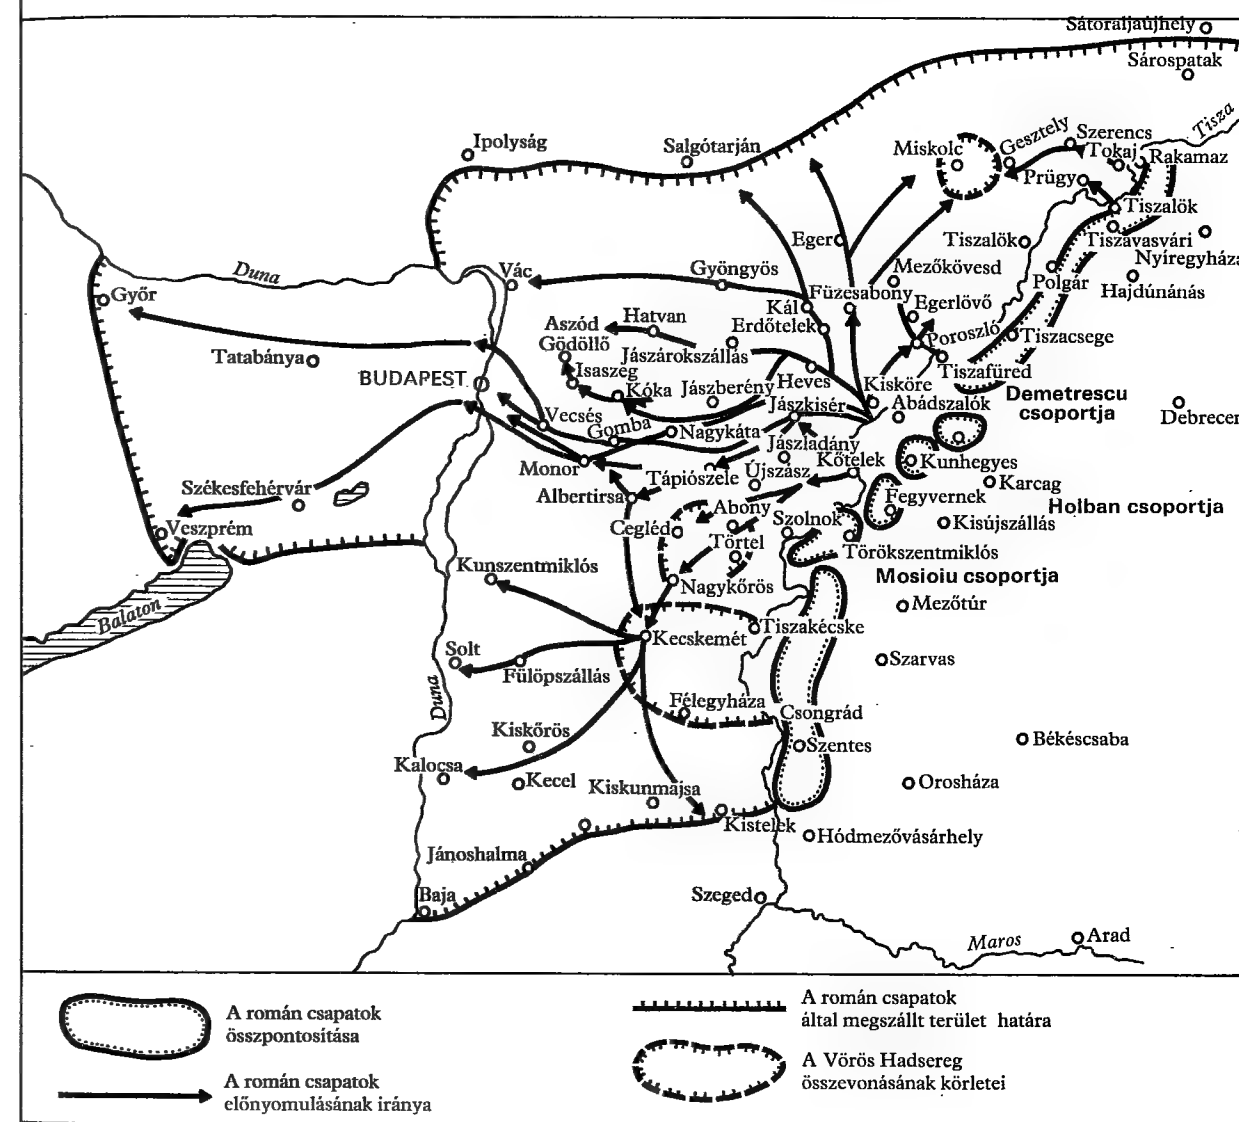 Sátoraljaújhely
Sárospatak
Tisza
Ipolyság
Salgótarján
Miskolc
Gesztely
Szerencs
Tokaj
Rakamaz
Prügy
Tiszalök
Eger
Tiszalök
Tiszavasvári
Nyíregyháza
Duna
Vác
Gyöngyös
Mezőkövesd
Polgár
Hajdúnánás
Győr
Kál
Füzesabony
Egerlövő
Aszód
Hatvan
Erdőtelek
Poroszló
Gödöllő
Jászárokszállás
Tiszacsege
Tatabánya
Isaszeg
Tiszafüred
BUDAPEST
Kóka
Jászberény
Heves
Kisköre
Demetrescu
csoportja
Jászkisér
Abádszalók
Debrecen
Vecsés
Gomba
Nagykáta
Jászladány
Monor
Tápiószele
Újszász
Kőtelek
Kunhegyes
Albertirsa
Karcag
Székesfehérvár
Abony
Fegyvernek
Holban csoportja
Veszprém
Cegléd
Szolnok
Kisújszállás
Törtel
Törökszentmiklós
Kunszentmiklós
Nagykőrös
Mosioiu csoportja
Balaton
Mezőtúr
Kecskemét
Tiszakécske
Solt
Szarvas
Fülöpszállás
Duna
Félegyháza
Csongrád
Kiskőrös
Szentes
Békéscsaba
Kalocsa
Kecel
Kiskunmajsa
Orosháza
Kistelek
Hódmezővásárhely
Jánoshalma
Baja
Szeged
Maros
Arad
A román csapatok
összpontosítása
A román csapatok
előnyomulásának iránya
A román csapatok
által megszállt terület határa
A Vörös Hadsereg
összevonásának körletei